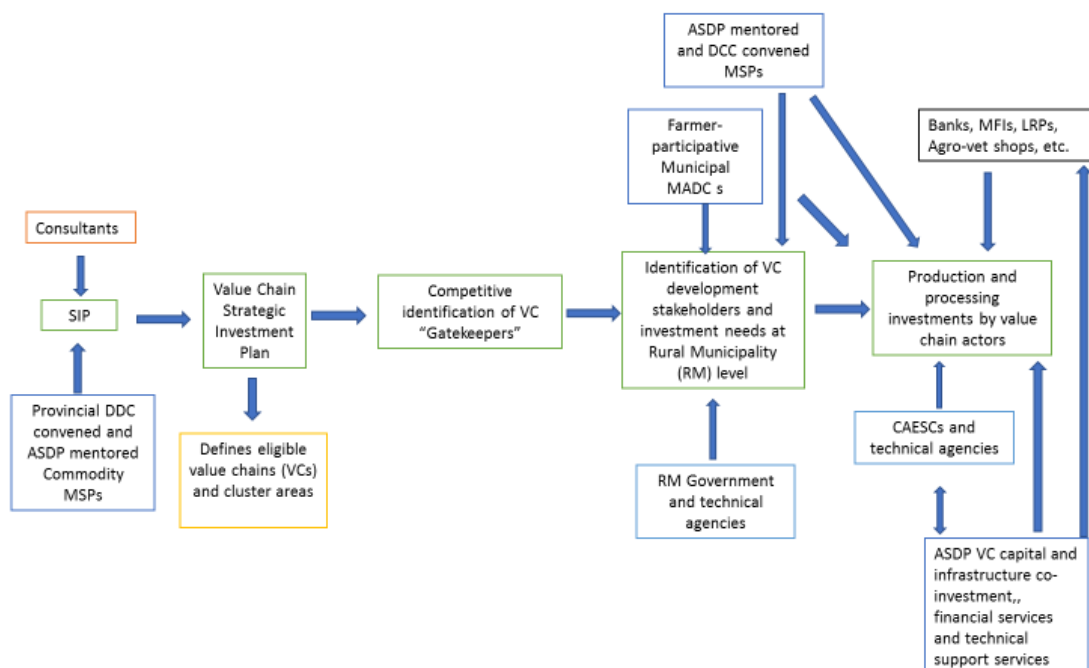 ASDP mentored
and DCC convened
MSPs
Farmer-
participative
Municipal
MADC s
Banks, MFIs, LRPs,
Agro-vet shops, etc.
Consultants
SIP
Value Chain
Strategic
Investment
Plan
Competitive
identification of VC
“Gatekeepers”
Identification of VC
development
stakeholders and
investment needs at
Rural Municipality
(RM) level
Production and
processing
investments by value
chain actors
Provincial DDC
convened and
ASDP mentored
Commodity
MSPs
Defines eligible
value chains (VCs)
and cluster areas
RM Government
and technical
agencies
CAESCs and
technical agencies
ASDP VC capital and
infrastructure co-
investment,,
financial services
and technical
support services